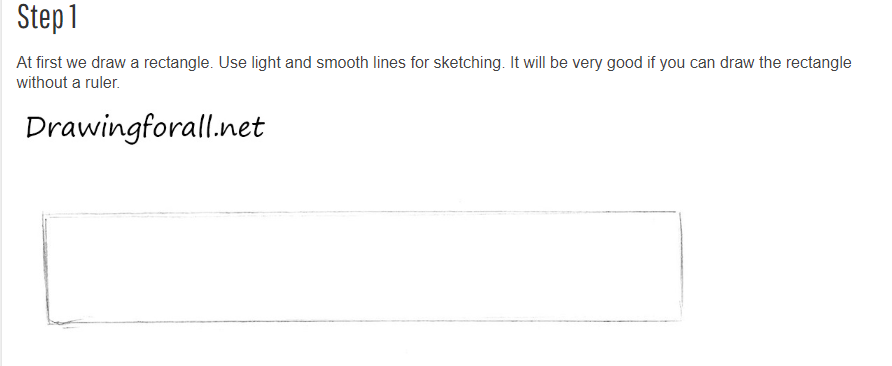 Step 1
At first we draw a rectangle. Use light and smooth lines for sketching. It will be very good if you can draw the rectangle
without a ruler.
Drawingforall.net